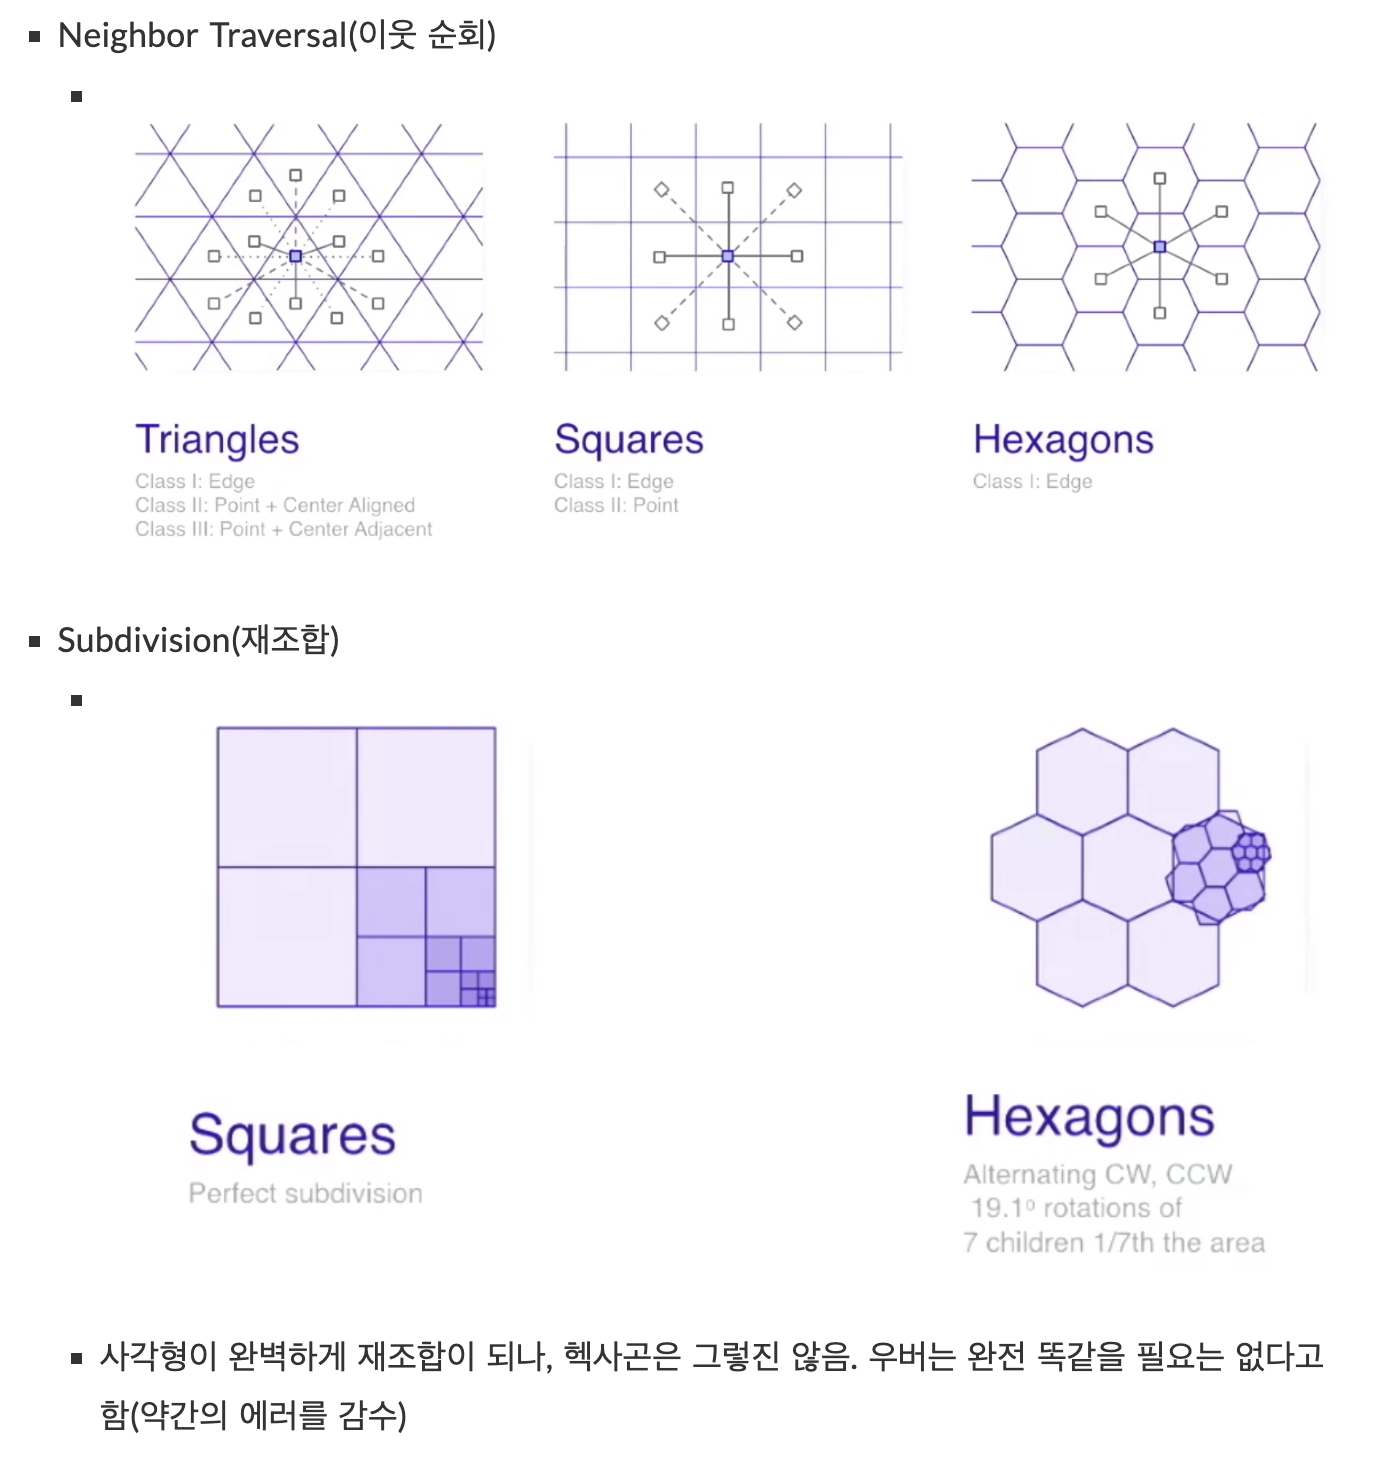 Neighbor Traversal(이웃 순회)
Triangles
Class I: Edge
Class II: Point + Center Aligned
Class III: Point + Center Adjacent
Squares
Class I: Edge
Class II: Point
Hexagons
Class I: Edge
Subdivision(재조합)
Squares
Perfect subdivision
Hexagons
Alternating CW, CCW
19.1º rotations of
7 children 1/7th the area
사각형이 완벽하게 재조합이 되나, 헥사곤은 그렇진 않음. 우버는 완전 똑같을 필요는 없다고
함(약간의 에러를 감수)